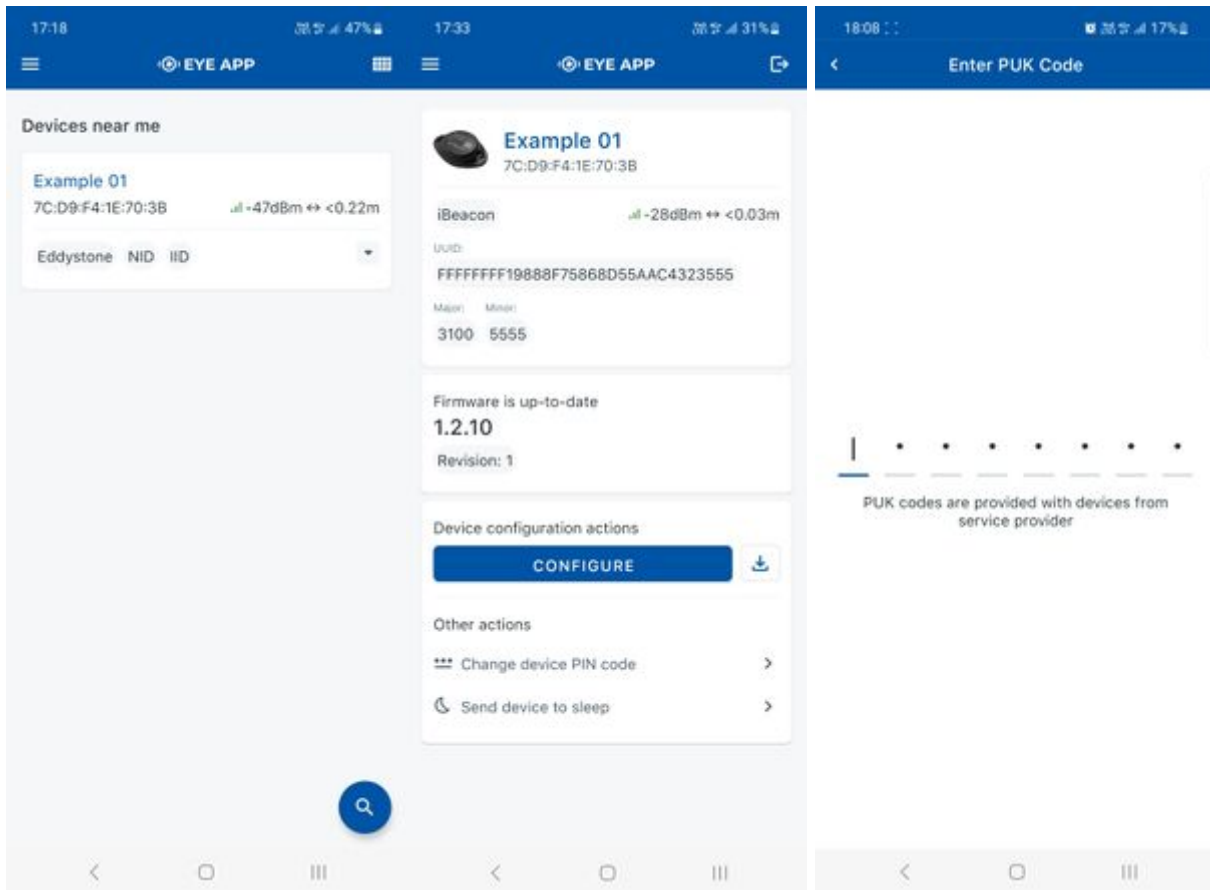 17:18
47%
EYE APP
Devices near me
Example 01
7C:D9:F4:1E:70:3B
-47dBm ↔ <0.22m
Eddystone NID IID
17:33
31%
EYE APP
Example 01
7C:D9:F4:1E:70:3B
iBeacon
-28dBm ↔ <0.03m
UUID:
FFFFFFFF19888F75868D55AAC4323555
Major: Minor:
3100 5555
Firmware is up-to-date
1.2.10
Revision: 1
Device configuration actions
CONFIGURE
Other actions
Change device PIN code
Send device to sleep
18:08
17%
Enter PUK Code
PUK codes are provided with devices from
service provider